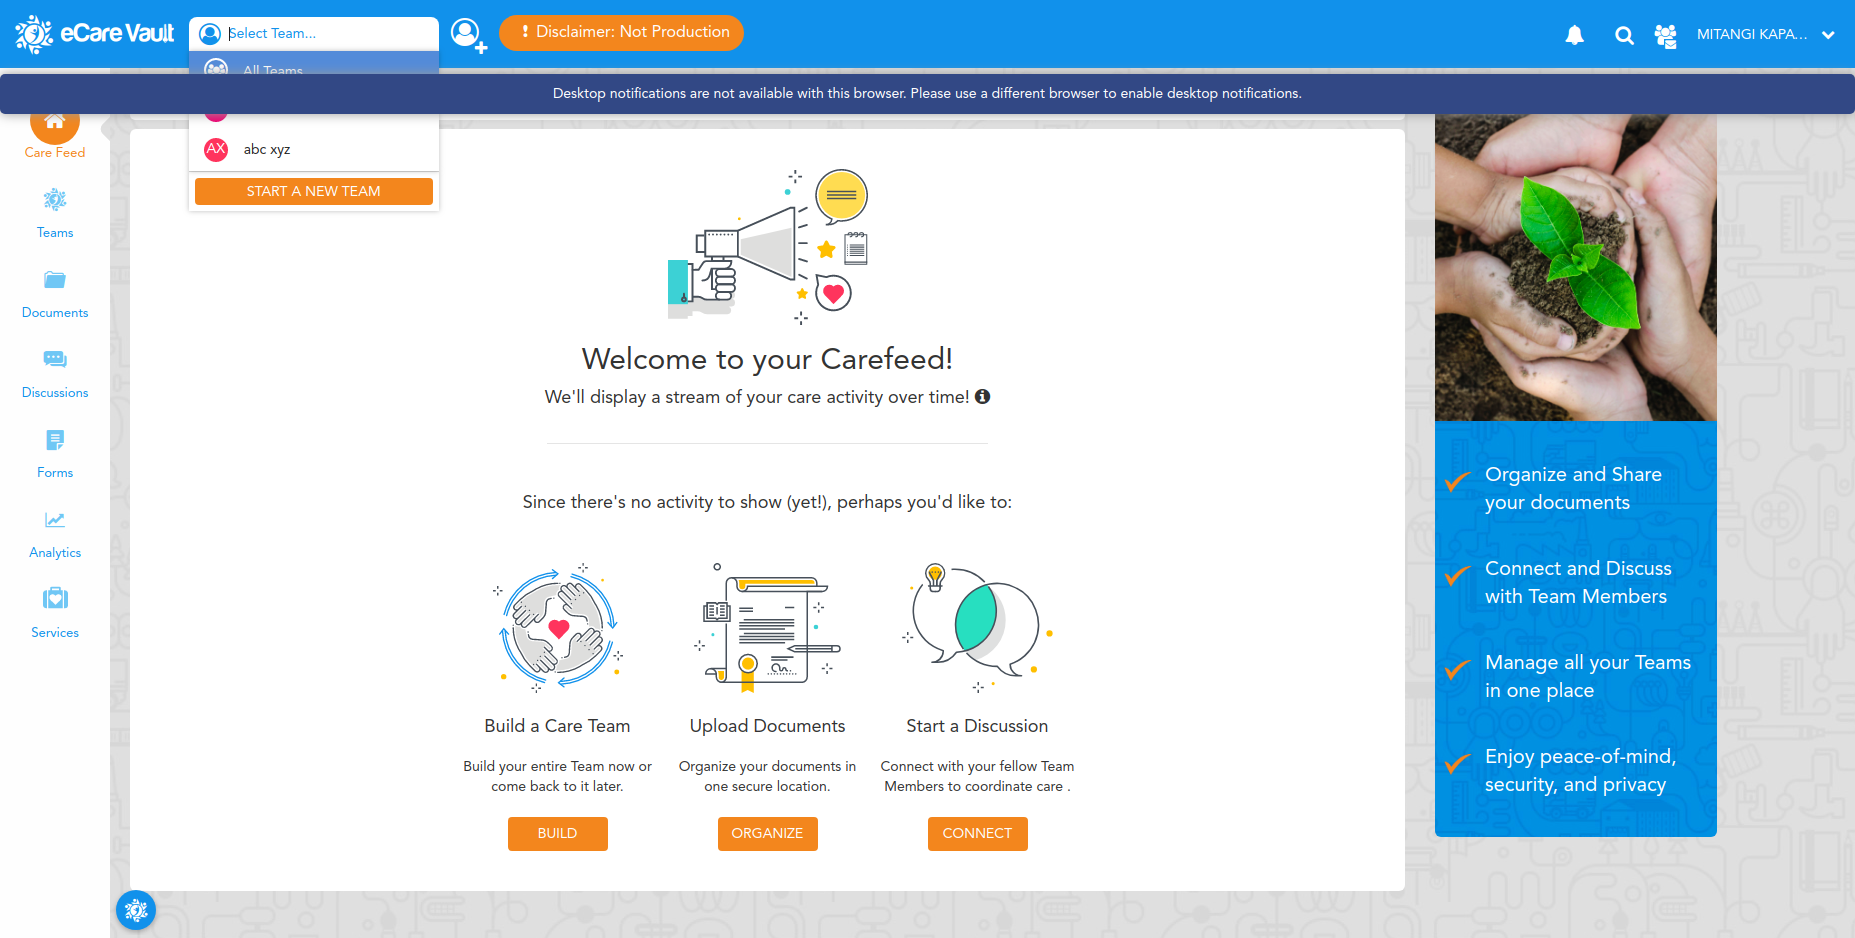 eCare Vault
Select Team...
Disclaimer: Not Production
MITANGI KAPA...
All Teams
Desktop notifications are not available with this browser. Please use a different browser to enable desktop notifications.
AX abc xyz
START A NEW TEAM
Care Feed
Teams
Documents
Discussions
Forms
Analytics
Services
Welcome to your Carefeed!
We'll display a stream of your care activity over time!
Since there's no activity to show (yet!), perhaps you'd like to:
Build a Care Team
Build your entire Team now or
come back to it later.
BUILD
Upload Documents
Organize your documents in
one secure location.
ORGANIZE
Start a Discussion
Connect with your fellow Team
Members to coordinate care .
CONNECT
Organize and Share
your documents
Connect and Discuss
with Team Members
Manage all your Teams
in one place
Enjoy peace-of-mind,
security, and privacy